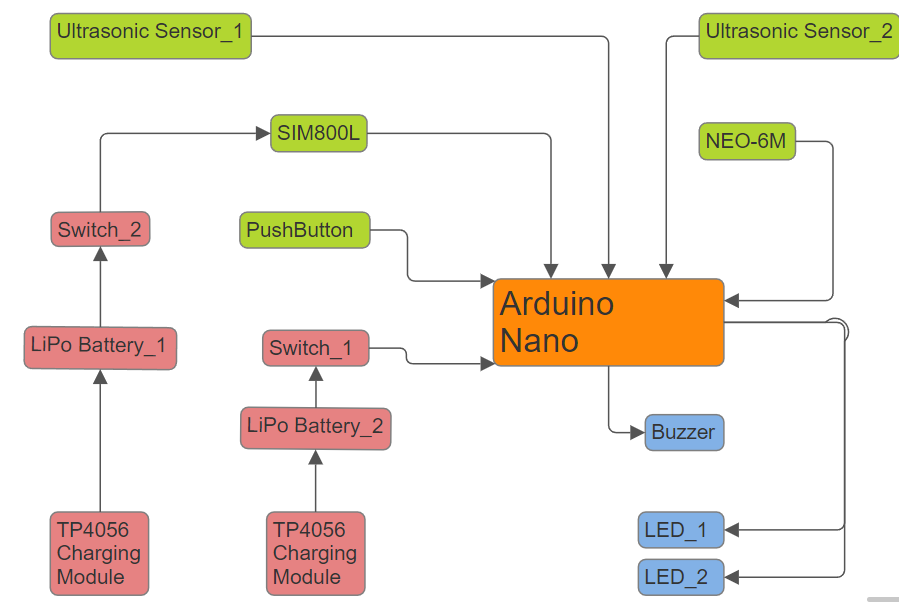 Ultrasonic Sensor_1
Ultrasonic Sensor_2
SIM800L
NEO-6M
Switch_2
PushButton
Arduino
Nano
LiPo Battery_1
Switch_1
LiPo Battery_2
Buzzer
TP4056
Charging
Module
TP4056
Charging
Module
LED_1
LED_2